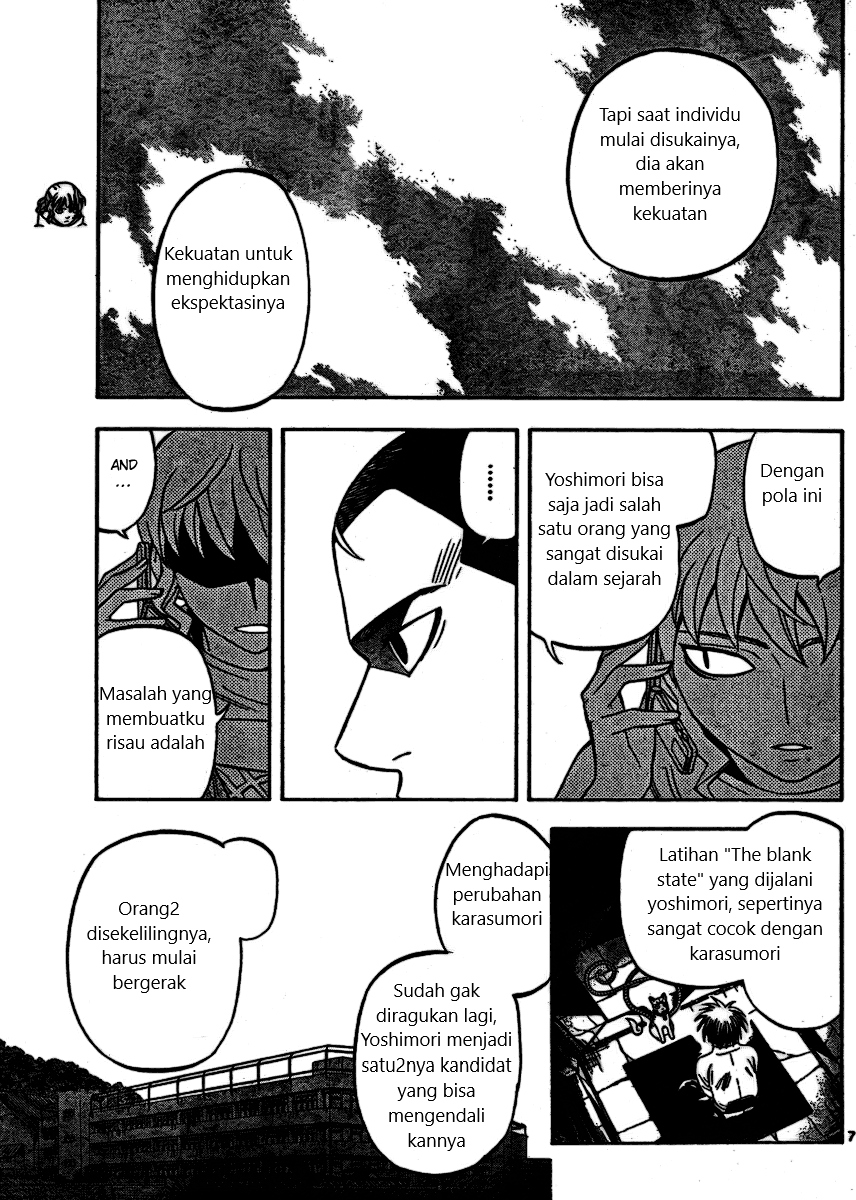 Tapi saat individu
mulai disukainya,
dia akan
memberinya
kekuatan
Kekuatan untuk
menghidupkan
ekspektasinya
Dengan
pola ini
Yoshimori bisa
saja jadi salah
satu orang yang
sangat disukai
dalam sejarah
........
AND
...
Masalah yang
membuatku
risau adalah
Latihan "The blank
state" yang dijalani
yoshimori, sepertinya
sangat cocok dengan
karasumori
Menghadapi
perubahan
karasumori
Sudah gak
diragukan lagi,
Yoshimori menjadi
satu2nya kandidat
yang bisa
mengendali
kannya
Orang2
disekelilingnya,
harus mulai
bergerak
7